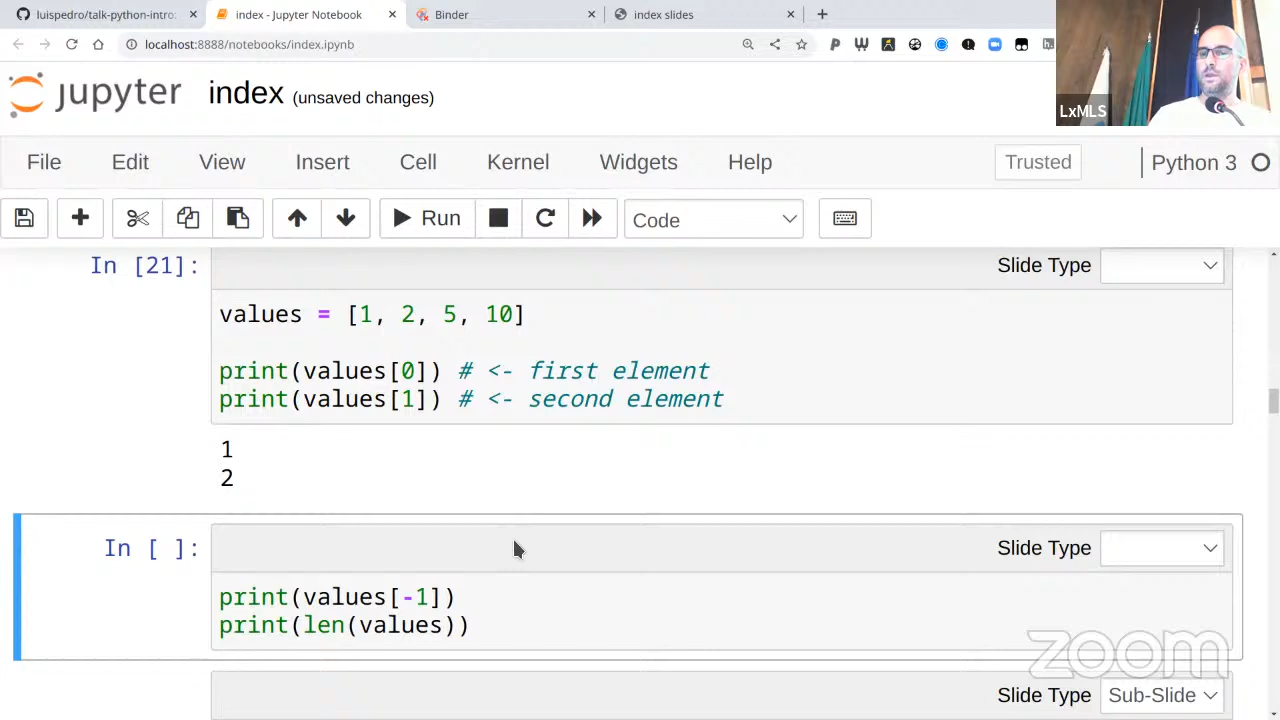 luispedro/talk-python-intro:
index - Jupyter Notebook
Binder
index slides
localhost:8888/notebooks/index.ipynb
LxMLS
jupyter index (unsaved changes)
File Edit View Insert Cell Kernel Widgets Help Trusted Python 3
Run Code
In [21]:
Slide Type
values = [1, 2, 5, 10]
print(values[0]) # <- first element
print(values[1]) # <- second element
1
2
In [ ]:
Slide Type
print(values[-1])
print(len(values))
zoom
Slide Type Sub-Slide